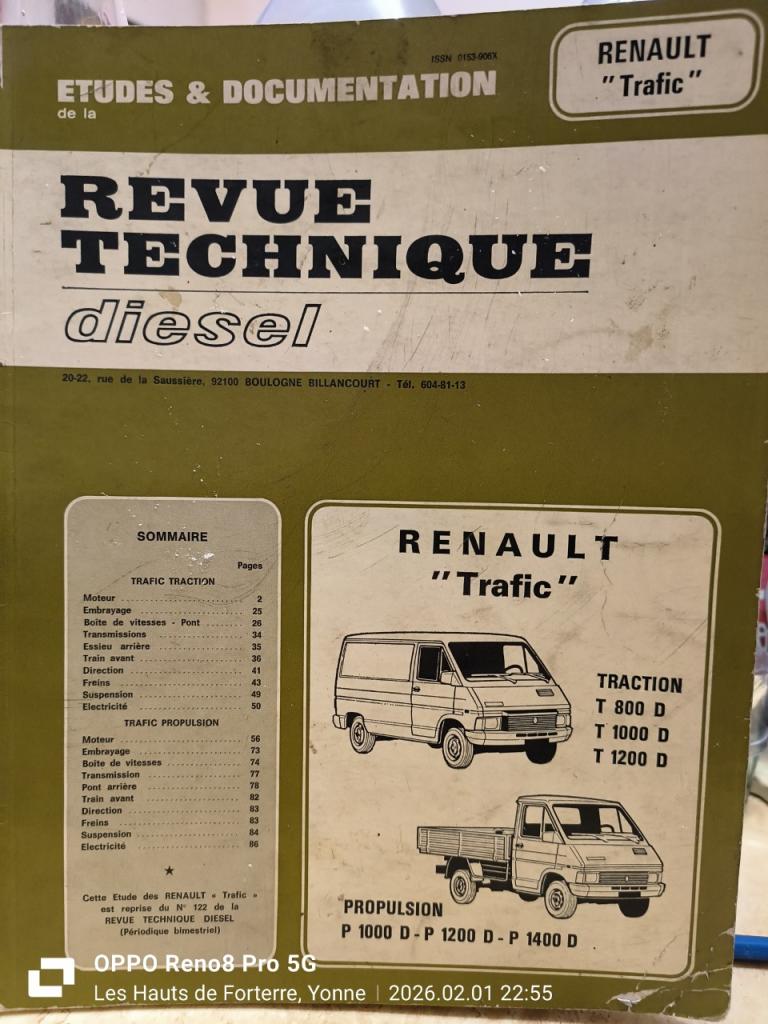 ISSN 0153-906X
ETUDES & DOCUMENTATION
de la
RENAULT
"Trafic"
REVUE
TECHNIQUE
diesel
20-22, rue de la Saussière, 92100 BOULOGNE BILLANCOURT - Tél. 604-81-13
SOMMAIRE
Pages
TRAFIC TRACTION
Moteur 2
Embrayage 25
Boîte de vitesses - Pont 26
Transmissions 34
Essieu arrière 35
Train avant 36
Direction 41
Freins 43
Suspension 49
Electricité 50
TRAFIC PROPULSION
Moteur 56
Embrayage 73
Boîte de vitesses 74
Transmission 77
Pont arrière 78
Train avant 82
Direction 83
Freins 83
Suspension 84
Electricité 86
Cette Etude des RENAULT « Trafic »
est reprise du N° 122 de la
REVUE TECHNIQUE DIESEL
(Périodique bimestriel)
RENAULT
"Trafic"
TRACTION
T 800 D
T 1000 D
T 1200 D
PROPULSION
P 1000 D - P 1200 D - P 1400 D
OPPO Reno8 Pro 5G
Les Hauts de Forterre, Yonne | 2026.02.01 22:55